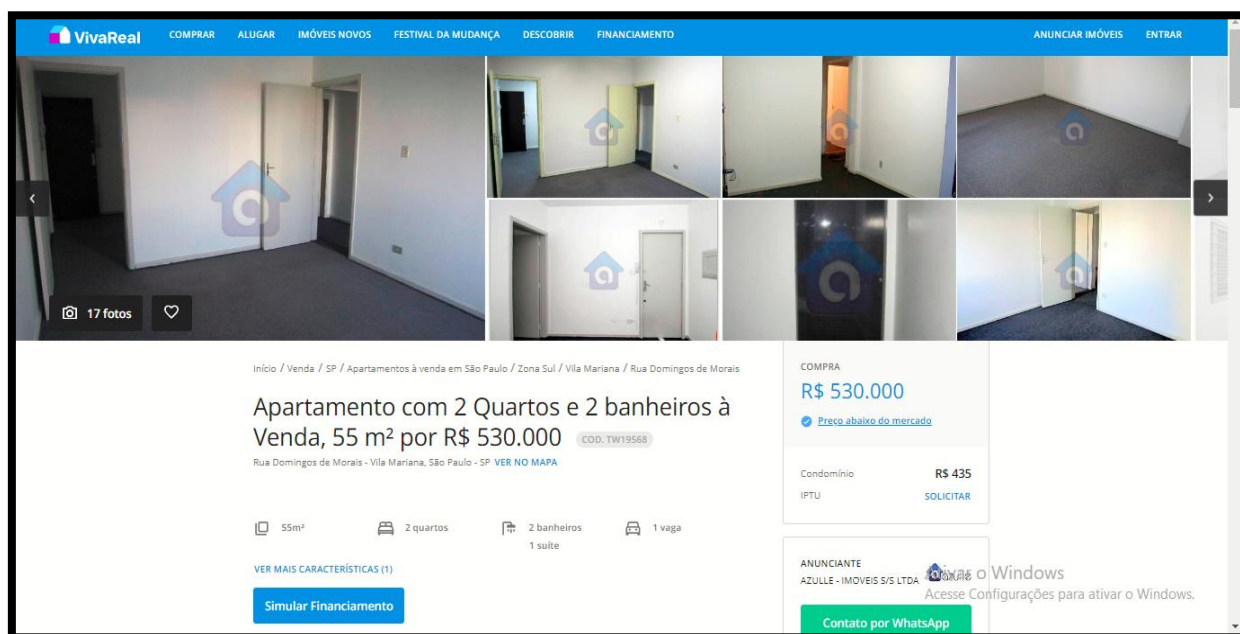 VivaReal COMPRAR ALUGAR IMÓVEIS NOVOS FESTIVAL DA MUDANÇA DESCOBRIR FINANCIAMENTO ANUNCIAR IMÓVEIS ENTRAR
17 fotos
Início / Venda / SP / Apartamentos à venda em São Paulo / Zona Sul / Vila Mariana / Rua Domingos de Morais
Apartamento com 2 Quartos e 2 banheiros à
Venda, 55 m² por R$ 530.000 COD. TW19568
Rua Domingos de Morais - Vila Mariana, São Paulo - SP VER NO MAPA
55m² 2 quartos 2 banheiros 1 vaga
1 suíte
VER MAIS CARACTERÍSTICAS (1)
Simular Financiamento
COMPRA
R$ 530.000
Preço abaixo do mercado
Condomínio R$ 435
IPTU SOLICITAR
ANUNCIANTE
AZULLE - IMOVEIS S/S LTDA
Contato por WhatsApp
Ativar o Windows
Acesse Configurações para ativar o Windows.